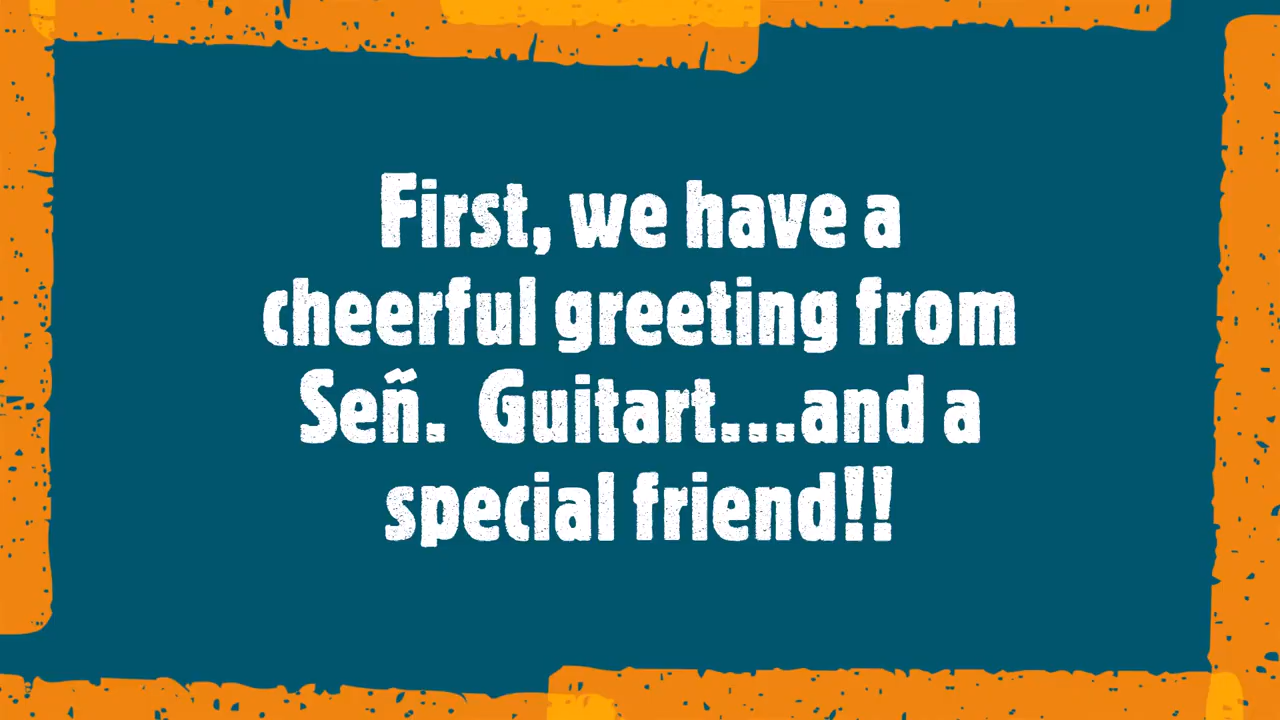 First, we have a
cheerful greeting from
Señ.  Guitart...and a
special friend!!